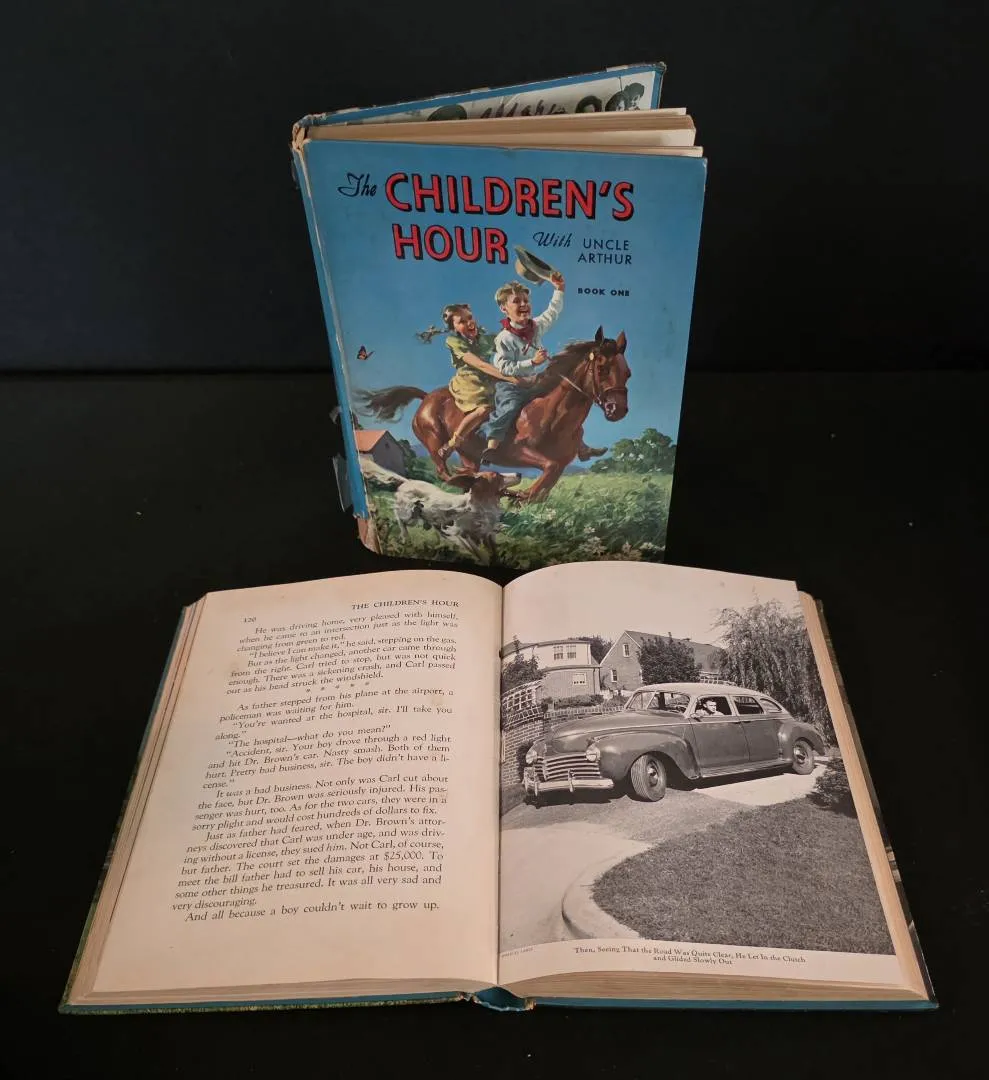 The CHILDREN'S
HOUR With UNCLE
ARTHUR
BOOK ONE
120 THE CHILDREN'S HOUR
He was driving home, very pleased with himself,
when he came to an intersection just as the light was
changing from green to red.
"I believe I can make it," he said, stepping on the gas.
But as the light changed, another car came through
from the right. Carl tried to stop, but was not quick
enough. There was a sickening crash, and Carl passed
out as his head struck the windshield.
* * * * *
As father stepped from his plane at the airport, a
policeman was waiting for him.
"You're wanted at the hospital, sir. I'll take you
along."
"The hospital—what do you mean?"
"Accident, sir. Your boy drove through a red light
and hit Dr. Brown's car. Nasty smash. Both of them
hurt. Pretty bad business, sir. The boy didn't have a li-
cense."
It was a bad business. Not only was Carl cut about
the face, but Dr. Brown was seriously injured. His pas-
senger was hurt, too. As for the two cars, they were in a
sorry plight and would cost hundreds of dollars to fix.
Just as father had feared, when Dr. Brown's attor-
neys discovered that Carl was under age, and was driv-
ing without a license, they sued him. Not Carl, of course,
but father. The court set the damages at $25,000. To
meet the bill father had to sell his car, his house, and
some other things he treasured. It was all very sad and
very discouraging.
And all because a boy couldn't wait to grow up.
Then, Seeing That the Road Was Quite Clear, He Let In the Clutch
and Glided Slowly Out